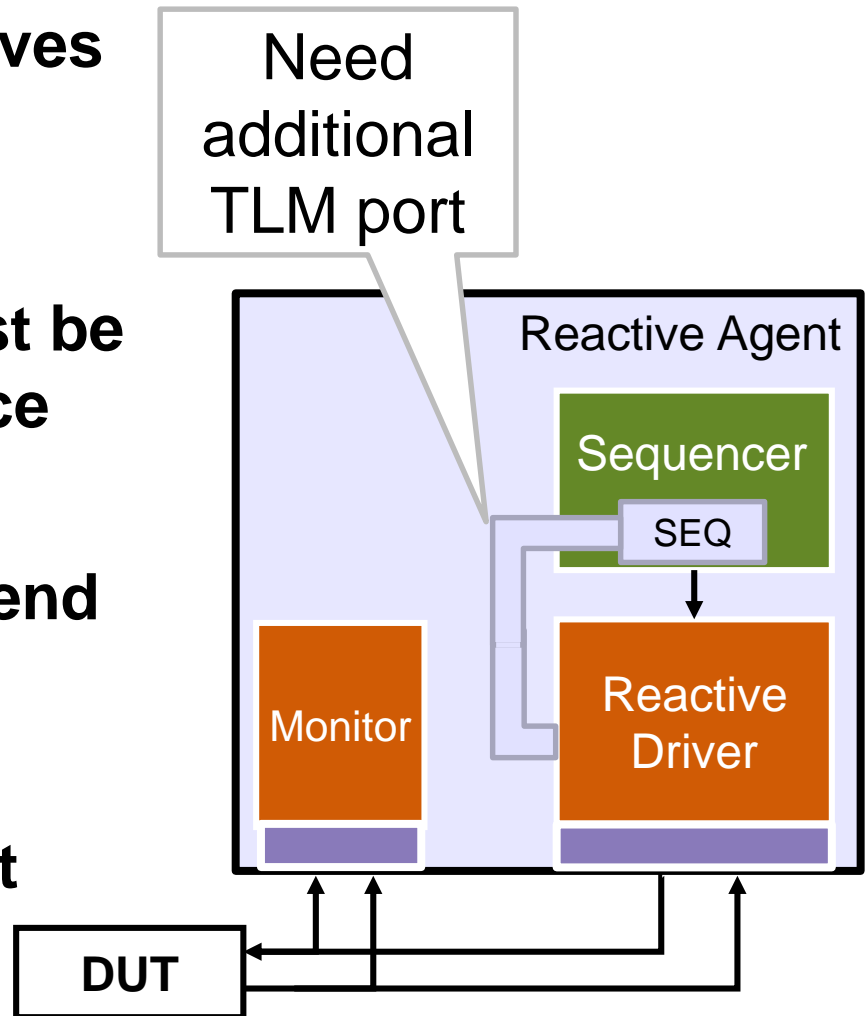 ves
Need
additional
TLM port
st be
ce
end
t
Reactive Agent
Sequencer
SEQ
Reactive
Driver
Monitor
DUT